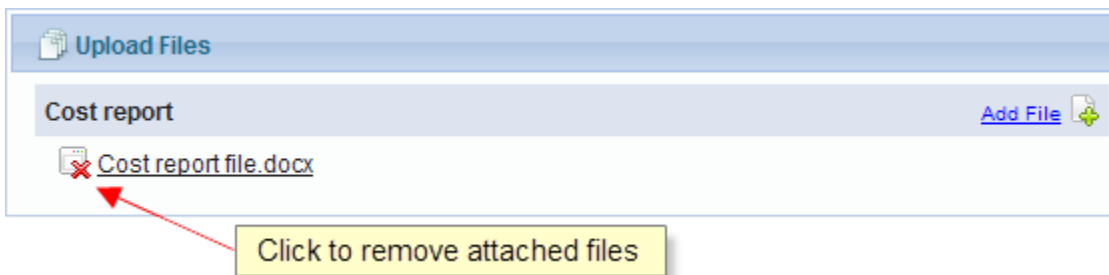 Upload Files
Cost report
Add File
Cost report file.docx
Click to remove attached files